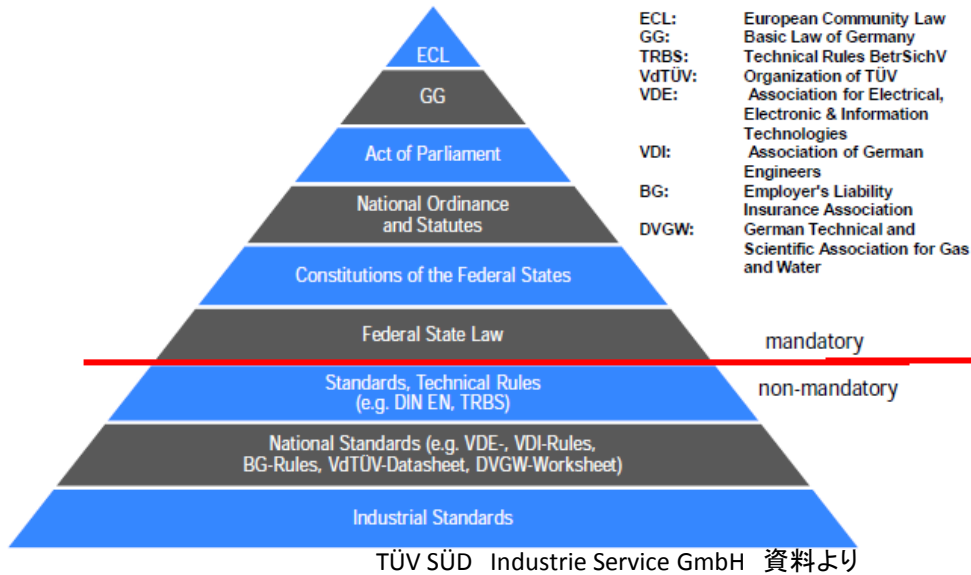 ECL
GG
Act of Parliament
National Ordinance
and Statutes
Constitutions of the Federal States
Federal State Law
Standards, Technical Rules
(e.g. DIN EN, TRBS)
National Standards (e.g. VDE-, VDI-Rules,
BG-Rules, VdTÜV-Datasheet, DVGW-Worksheet)
Industrial Standards
ECL: European Community Law
GG: Basic Law of Germany
TRBS: Technical Rules BetrSichV
VdTÜV: Organization of TÜV
VDE: Association for Electrical,
Electronic & Information
Technologies
VDI: Association of German
Engineers
BG: Employer's Liability
Insurance Association
DVGW: German Technical and
Scientific Association for Gas
and Water
mandatory
non-mandatory
TÜV SÜD Industrie Service GmbH 資料より